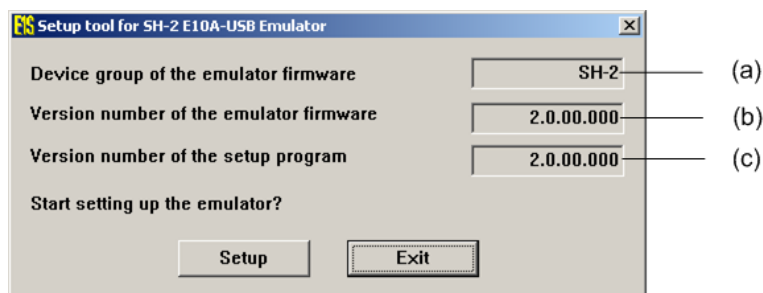 E1S Setup tool for SH-2 E10A-USB Emulator
Device group of the emulator firmware SH-2 (a)
Version number of the emulator firmware 2.0.00.000 (b)
Version number of the setup program 2.0.00.000 (c)
Start setting up the emulator?
Setup Exit